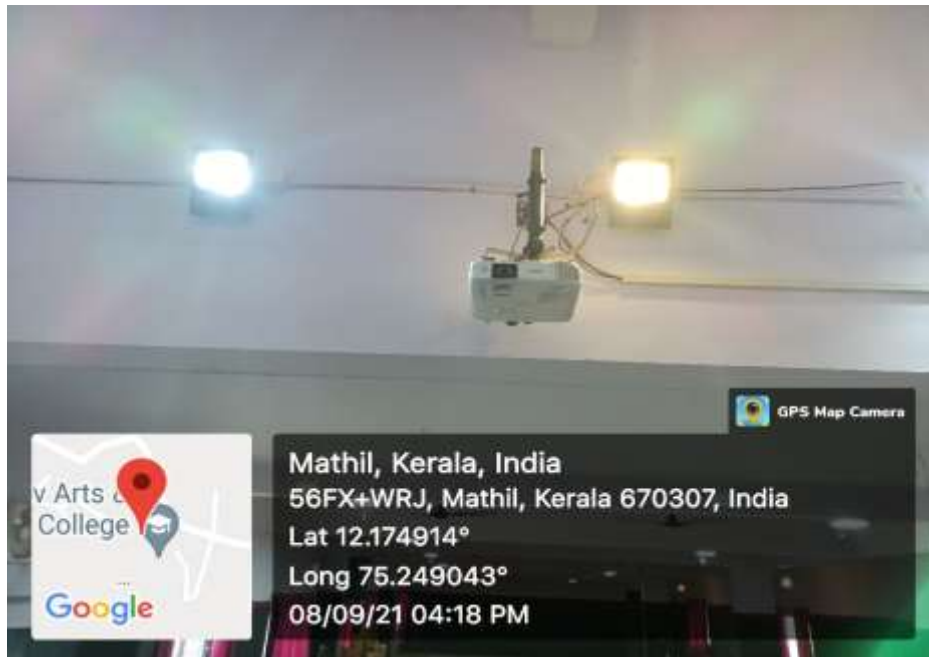 GPS Map Camera
v Arts &
College
Google
Mathil, Kerala, India
56FX+WRJ, Mathil, Kerala 670307, India
Lat 12.174914°
Long 75.249043°
08/09/21 04:18 PM